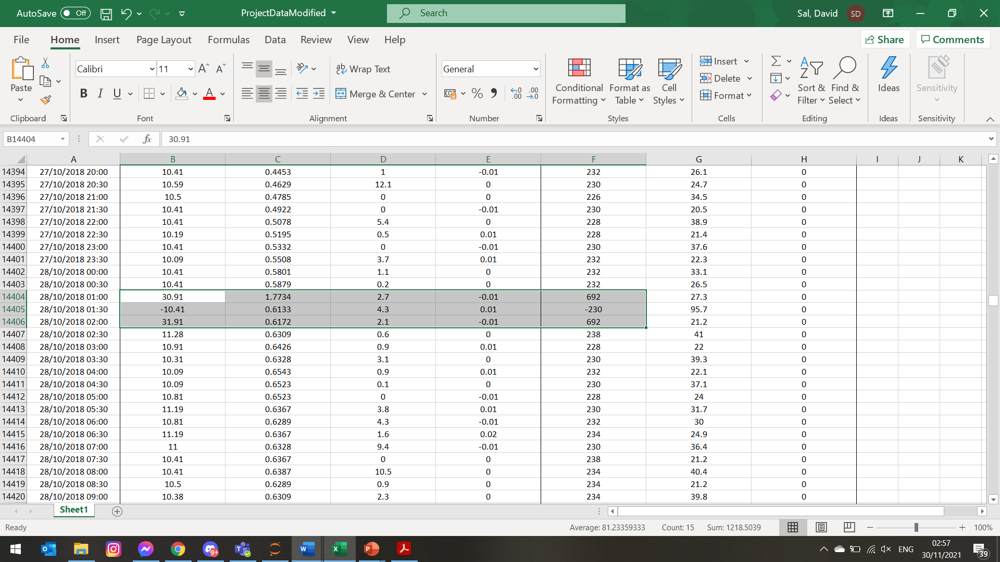 AutoSave Off ProjectDataModified Search Sal, David SD
File Home Insert Page Layout Formulas Data Review View Help Share Comments
Calibri 11 Wrap Text General Insert
Paste B I U Merge & Center Conditional Formatting Format as Table Cell Styles Delete Format Sort & Filter Find & Select Ideas Sensitivity
Clipboard Font Alignment Number Styles Cells Editing Ideas Sensitivity
B14404 fx 30.91
A B C D E F G H I J K
14394 27/10/2018 20:00 10.41 0.4453 1 -0.01 232 26.1 0
14395 27/10/2018 20:30 10.59 0.4629 12.1 0 230 24.7 0
14396 27/10/2018 21:00 10.5 0.4785 0 0 226 34.5 0
14397 27/10/2018 21:30 10.41 0.4922 0 -0.01 230 20.5 0
14398 27/10/2018 22:00 10.41 0.5078 5.4 0 228 38.9 0
14399 27/10/2018 22:30 10.19 0.5195 0.5 0.01 228 21.4 0
14400 27/10/2018 23:00 10.41 0.5332 0 -0.01 230 37.6 0
14401 27/10/2018 23:30 10.09 0.5508 3.7 0.01 232 22.3 0
14402 28/10/2018 00:00 10.41 0.5801 1.1 0 232 33.1 0
14403 28/10/2018 00:30 10.41 0.5879 0.2 0 232 26.5 0
14404 28/10/2018 01:00 30.91 1.7734 2.7 -0.01 692 27.3 0
14405 28/10/2018 01:30 -10.41 0.6133 4.3 0.01 -230 95.7 0
14406 28/10/2018 02:00 31.91 0.6172 2.1 -0.01 692 21.2 0
14407 28/10/2018 02:30 11.28 0.6309 0.6 0 238 41 0
14408 28/10/2018 03:00 10.91 0.6426 0.9 0.01 228 22 0
14409 28/10/2018 03:30 10.31 0.6328 3.1 0 230 39.3 0
14410 28/10/2018 04:00 10.09 0.6543 0.9 0.01 232 22.1 0
14411 28/10/2018 04:30 10.09 0.6523 0.1 0 230 37.1 0
14412 28/10/2018 05:00 10.81 0.6523 0 -0.01 228 24 0
14413 28/10/2018 05:30 11.19 0.6367 3.8 0.01 230 31.7 0
14414 28/10/2018 06:00 10.81 0.6289 4.3 -0.01 232 30 0
14415 28/10/2018 06:30 11.19 0.6367 1.6 0.02 234 24.9 0
14416 28/10/2018 07:00 11 0.6328 9.4 -0.01 230 36.4 0
14417 28/10/2018 07:30 10.41 0.6367 0 0 238 21.2 0
14418 28/10/2018 08:00 10.41 0.6387 10.5 0 234 40.4 0
14419 28/10/2018 08:30 10.5 0.6289 0.9 0 234 21.2 0
14420 28/10/2018 09:00 10.38 0.6309 2.3 0 234 39.8 0
Sheet1
Ready Average: 81.23359333 Count: 15 Sum: 1218.5039 100%
9+ ENG 02:57
30/11/2021 39